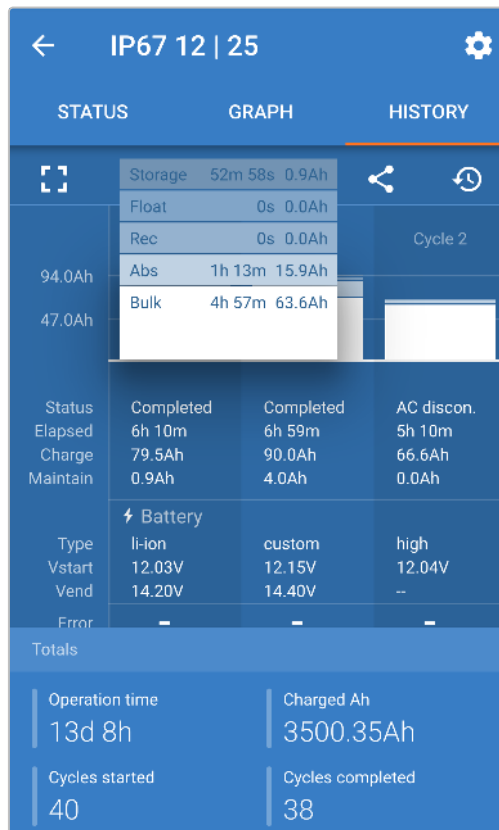 IP67 12 | 25
STATUS GRAPH HISTORY
Storage 52m 58s 0.9Ah
Float 0s 0.0Ah
Rec 0s 0.0Ah
Abs 1h 13m 15.9Ah
Bulk 4h 57m 63.6Ah
Cycle 2
94.0Ah
47.0Ah
Status Completed Completed AC discon.
Elapsed 6h 10m 6h 59m 5h 10m
Charge 79.5Ah 90.0Ah 66.6Ah
Maintain 0.9Ah 4.0Ah 0.0Ah
Battery
Type li-ion custom high
Vstart 12.03V 12.15V 12.04V
Vend 14.20V 14.40V --
Error – – –
Totals
Operation time Charged Ah
13d 8h 3500.35Ah
Cycles started Cycles completed
40 38